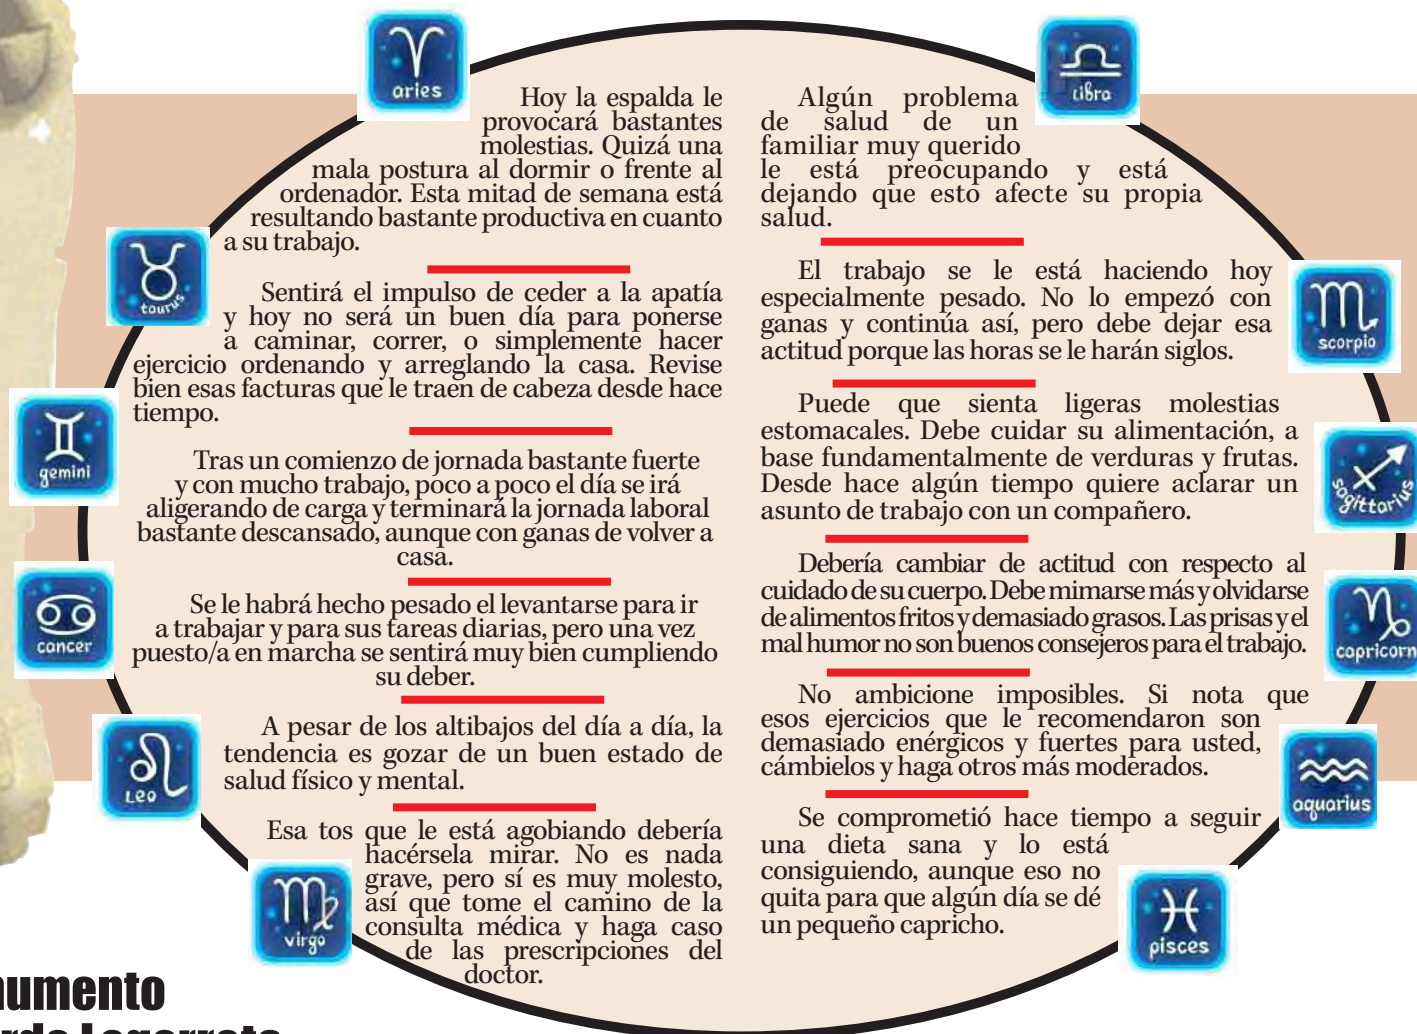 aries
Hoy la espalda le
provocará bastantes
molestias. Quizá una
mala postura al dormir o frente al
ordenador. Esta mitad de semana está
resultando bastante productiva en cuanto
a su trabajo.
taurus
Sentirá el impulso de ceder a la apatía
y hoy no será un buen día para ponerse
a caminar, correr, o simplemente hacer
ejercicio ordenando y arreglando la casa. Revise
bien esas facturas que le traen de cabeza desde hace
tiempo.
gemini
Tras un comienzo de jornada bastante fuerte
y con mucho trabajo, poco a poco el día se irá
aligerando de carga y terminará la jornada laboral
bastante descansado, aunque con ganas de volver a
casa.
cancer
Se le habrá hecho pesado el levantarse para ir
a trabajar y para sus tareas diarias, pero una vez
puesto/a en marcha se sentirá muy bien cumpliendo
su deber.
Leo
A pesar de los altibajos del día a día, la
tendencia es gozar de un buen estado de
salud físico y mental.
virgo
Esa tos que le está agobiando debería
hacérsela mirar. No es nada
grave, pero sí es muy molesto,
así que tome el camino de la
consulta médica y haga caso
de las prescripciones del
doctor.
Libra
Algún problema
de salud de un
familiar muy querido
le está preocupando y está
dejando que esto afecte su propia
salud.
scorpio
El trabajo se le está haciendo hoy
especialmente pesado. No lo empezó con
ganas y continúa así, pero debe dejar esa
actitud porque las horas se le harán siglos.
sagittarius
Puede que sienta ligeras molestias
estomacales. Debe cuidar su alimentación, a
base fundamentalmente de verduras y frutas.
Desde hace algún tiempo quiere aclarar un
asunto de trabajo con un compañero.
capricorn
Debería cambiar de actitud con respecto al
cuidado de su cuerpo. Debe mimarse más y olvidarse
de alimentos fritos y demasiado grasos. Las prisas y el
mal humor no son buenos consejeros para el trabajo.
aquarius
No ambicione imposibles. Si nota que
esos ejercicios que le recomendaron son
demasiado enérgicos y fuertes para usted,
cámbielos y haga otros más moderados.
pisces
Se comprometió hace tiempo a seguir
una dieta sana y lo está
consiguiendo, aunque eso no
quita para que algún día se dé
un pequeño capricho.
numento